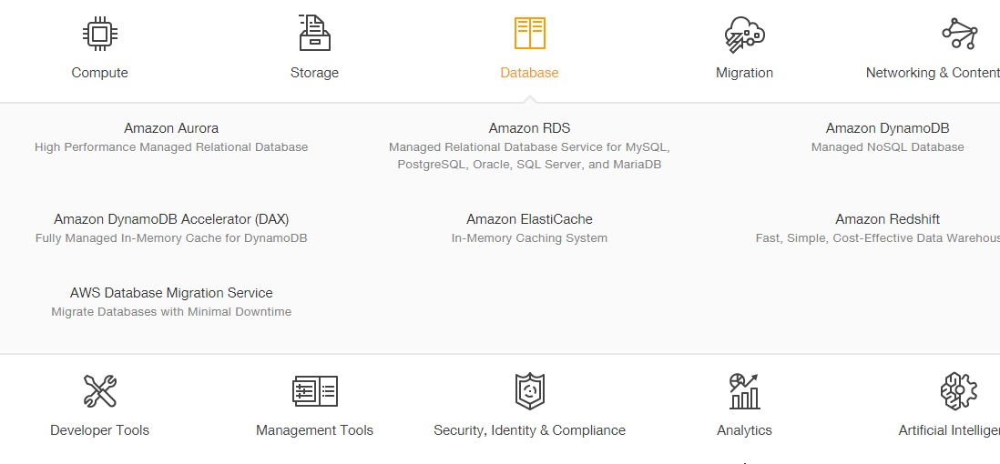 Compute
Storage
Database
Migration
Networking & Content
Amazon Aurora
High Performance Managed Relational Database
Amazon RDS
Managed Relational Database Service for MySQL,
PostgreSQL, Oracle, SQL Server, and MariaDB
Amazon DynamoDB
Managed NoSQL Database
Amazon DynamoDB Accelerator (DAX)
Fully Managed In-Memory Cache for DynamoDB
Amazon ElastiCache
In-Memory Caching System
Amazon Redshift
Fast, Simple, Cost-Effective Data Warehous
AWS Database Migration Service
Migrate Databases with Minimal Downtime
Developer Tools
Management Tools
Security, Identity & Compliance
Analytics
Artificial Intelliger